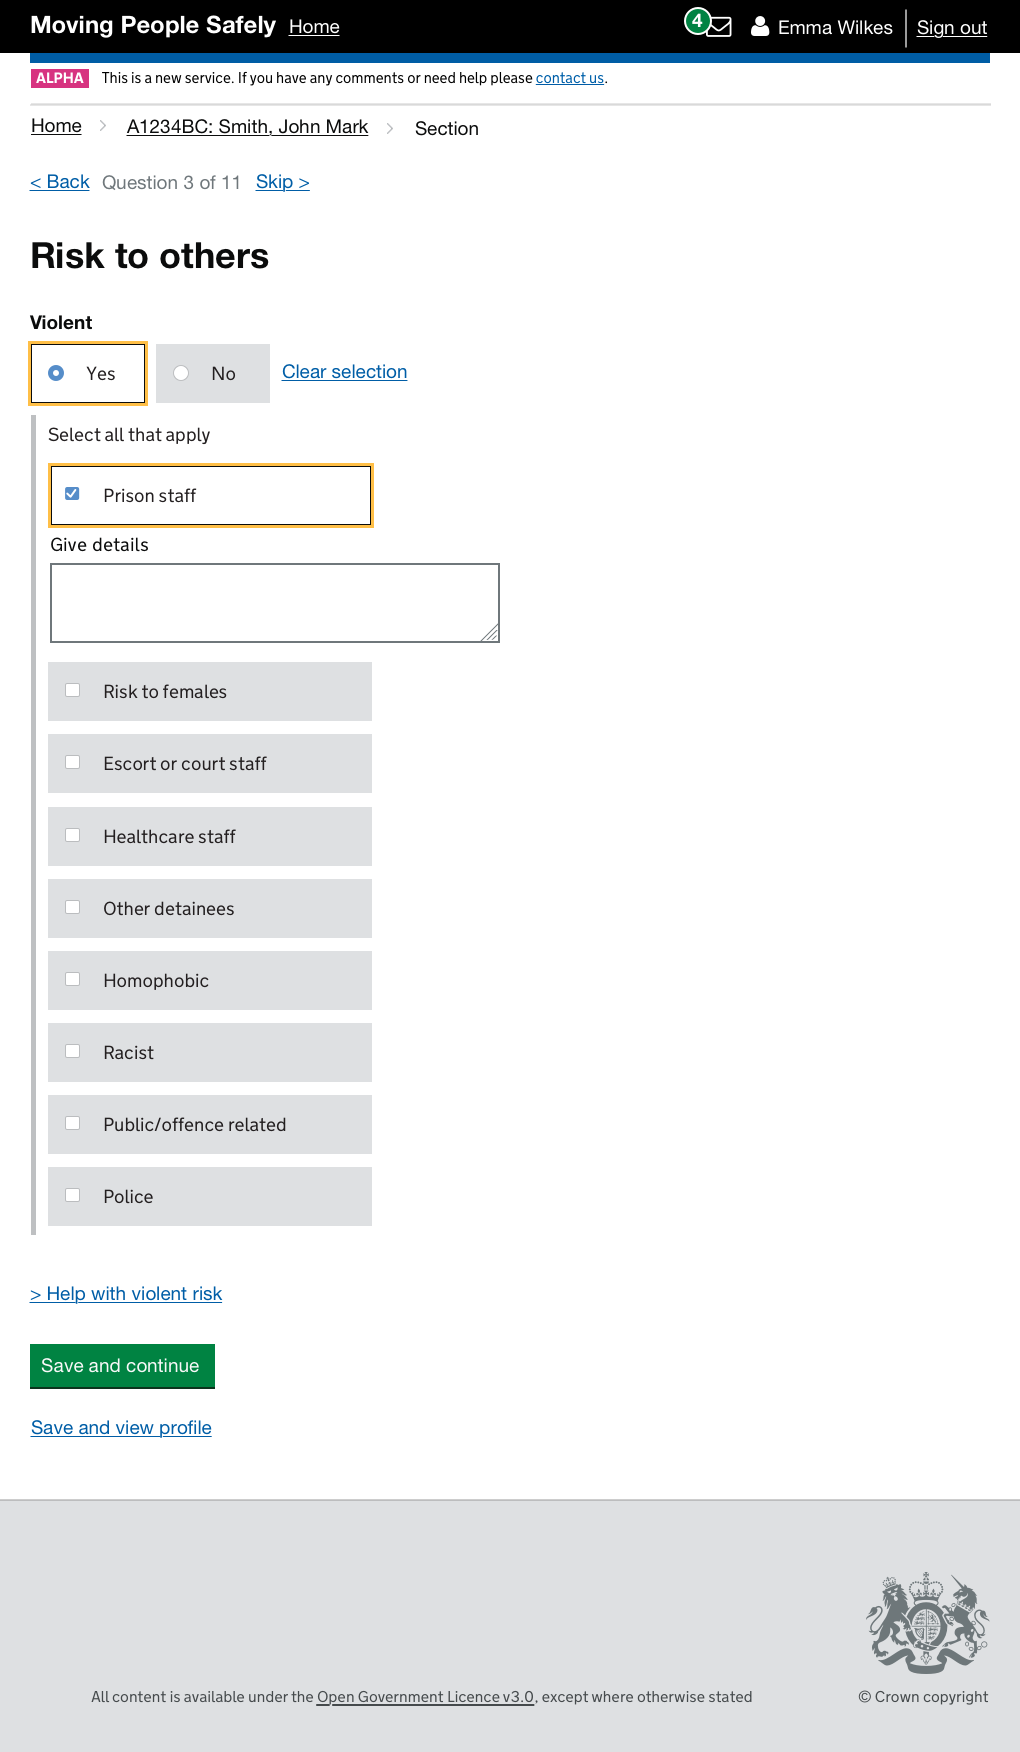 Moving People Safely Home 4 Emma Wilkes Sign out
ALPHA This is a new service. If you have any comments or need help please contact us.
Home > A1234BC: Smith, John Mark > Section
< Back Question 3 of 11 Skip >
Risk to others
Violent
Yes No Clear selection
Select all that apply
Prison staff
Give details
Risk to females
Escort or court staff
Healthcare staff
Other detainees
Homophobic
Racist
Public/offence related
Police
> Help with violent risk
Save and continue
Save and view profile
All content is available under the Open Government Licence v3.0, except where otherwise stated © Crown copyright